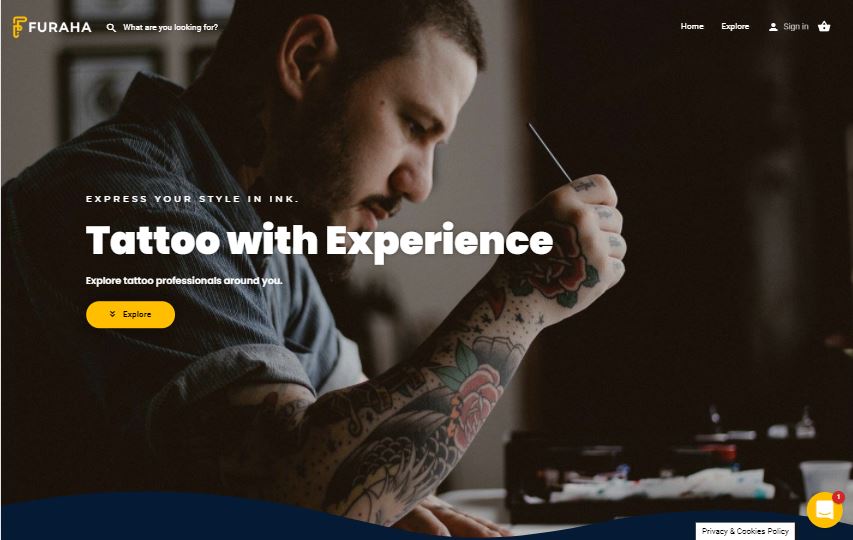 FURAHA
What are you looking for?
Home
Explore
Sign in
EXPRESS YOUR STYLE IN INK.
Tattoo with Experience
Explore tattoo professionals around you.
Explore
1
Privacy & Cookies Policy